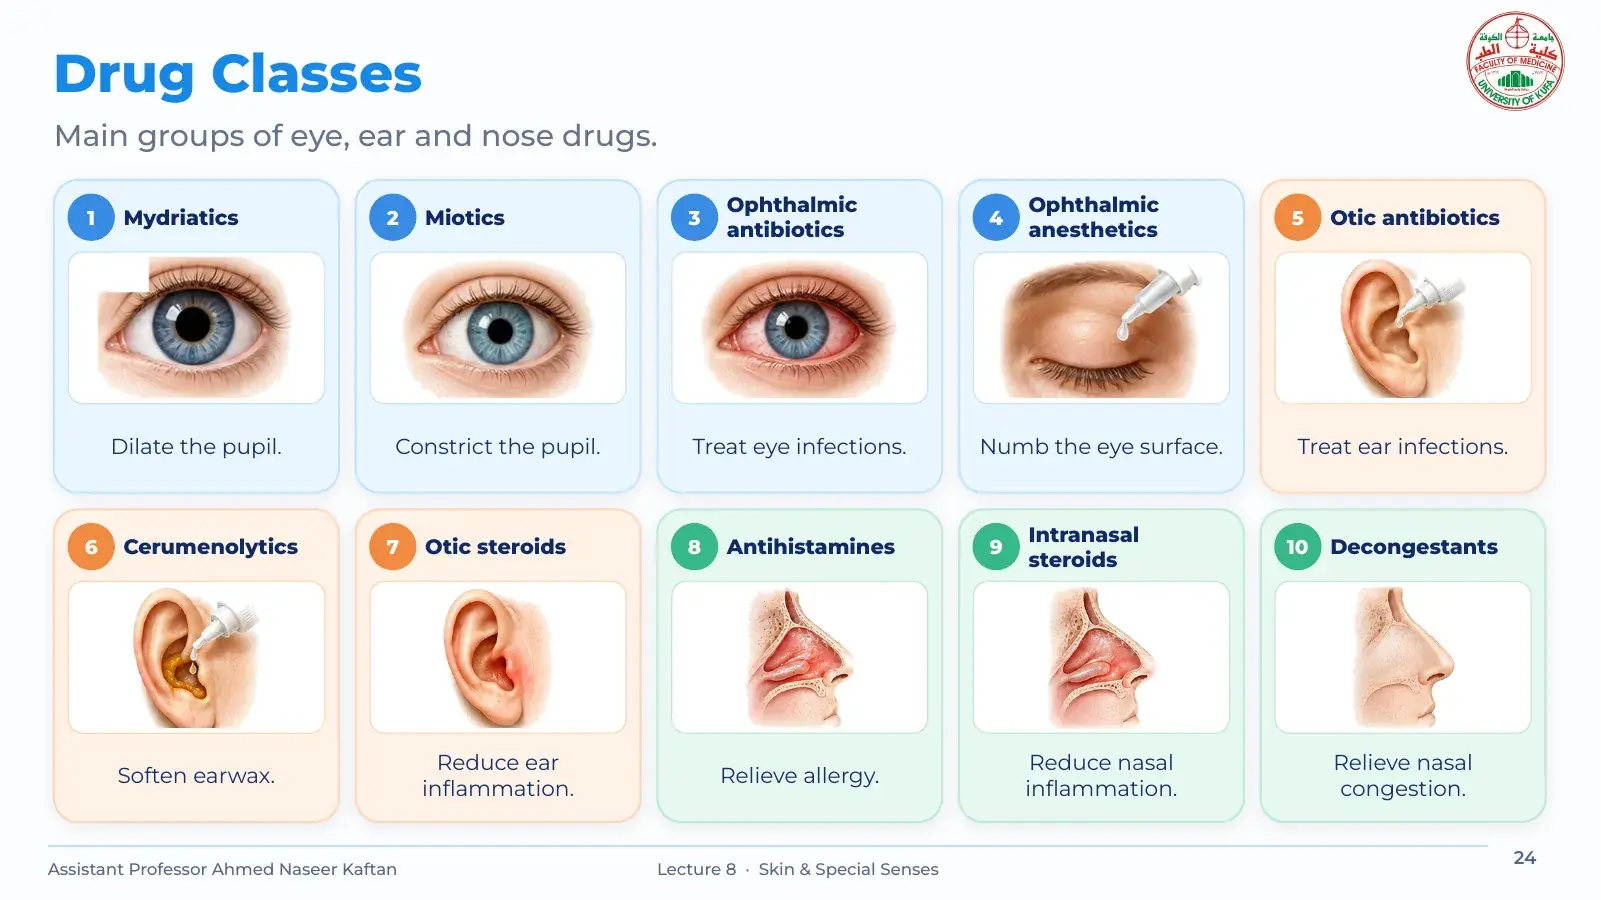 Drug Classes
Main groups of eye, ear and nose drugs.
جامعة الكوفة
كلية الطب
FACULTY OF MEDICINE
UNIVERSITY OF KUFA
1 Mydriatics
Dilate the pupil.
2 Miotics
Constrict the pupil.
3 Ophthalmic
antibiotics
Treat eye infections.
4 Ophthalmic
anesthetics
Numb the eye surface.
5 Otic antibiotics
Treat ear infections.
6 Cerumenolytics
Soften earwax.
7 Otic steroids
Reduce ear
inflammation.
8 Antihistamines
Relieve allergy.
9 Intranasal
steroids
Reduce nasal
inflammation.
10 Decongestants
Relieve nasal
congestion.
Assistant Professor Ahmed Naseer Kaftan
Lecture 8 · Skin & Special Senses
24